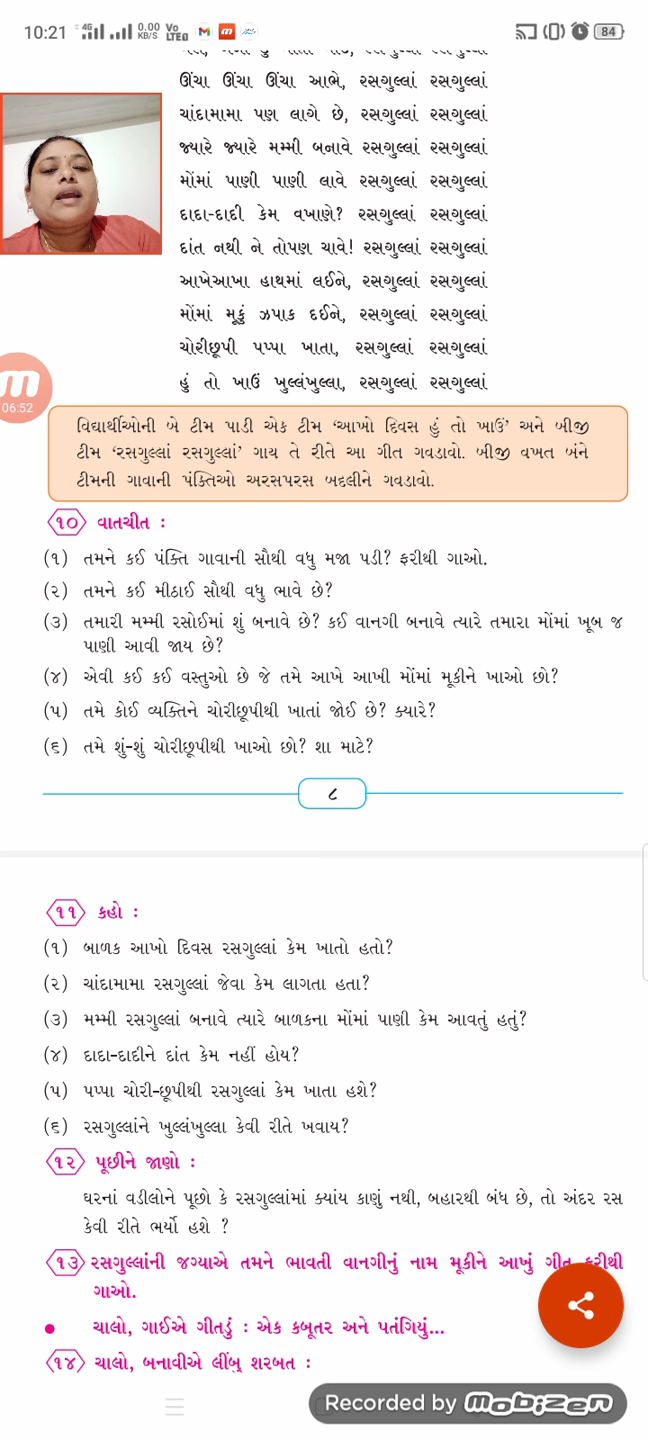 10:21 4G 0.00 KB/S Vo LTED 84
ઊંચા ઊંચા ઊંચા આભે, રસગુલ્લાં રસગુલ્લાં
ચાંદામામા પણ લાગે છે, રસગુલ્લાં રસગુલ્લાં
જ્યારે જ્યારે મમ્મી બનાવે રસગુલ્લાં રસગુલ્લાં
મોંમાં પાણી પાણી લાવે રસગુલ્લાં રસગુલ્લાં
દાદા-દાદી કેમ વખાણે? રસગુલ્લાં રસગુલ્લાં
દાંત નથી ને તોપણ ચાવે! રસગુલ્લાં રસગુલ્લાં
આખેઆખા હાથમાં લઈને, રસગુલ્લાં રસગુલ્લાં
મોંમાં મૂકું ઝપાક દઈને, રસગુલ્લાં રસગુલ્લાં
ચોરીછૂપી પપ્પા ખાતા, રસગુલ્લાં રસગુલ્લાં
હું તો ખાઉં ખુલ્લંખુલ્લા, રસગુલ્લાં રસગુલ્લાં
06:52
વિદ્યાર્થીઓની બે ટીમ પાડી એક ટીમ ‘આખો દિવસ હું તો ખાઉં’ અને બીજી
ટીમ ‘રસગુલ્લાં રસગુલ્લાં’ ગાય તે રીતે આ ગીત ગવડાવો. બીજી વખત બંને
ટીમની ગાવાની પંક્તિઓ અરસપરસ બદલીને ગવડાવો.
૧૦ વાતચીત :
(૧) તમને કઈ પંક્તિ ગાવાની સૌથી વધુ મજા પડી? ફરીથી ગાઓ.
(૨) તમને કઈ મીઠાઈ સૌથી વધુ ભાવે છે?
(૩) તમારી મમ્મી રસોઈમાં શું બનાવે છે? કઈ વાનગી બનાવે ત્યારે તમારા મોંમાં ખૂબ જ
પાણી આવી જાય છે?
(૪) એવી કઈ કઈ વસ્તુઓ છે જે તમે આખે આખી મોંમાં મૂકીને ખાઓ છો?
(૫) તમે કોઈ વ્યક્તિને ચોરીછૂપીથી ખાતાં જોઈ છે? ક્યારે?
(૬) તમે શું-શું ચોરીછૂપીથી ખાઓ છો? શા માટે?
૮
૧૧ કહો :
(૧) બાળક આખો દિવસ રસગુલ્લાં કેમ ખાતો હતો?
(૨) ચાંદામામા રસગુલ્લાં જેવા કેમ લાગતા હતા?
(૩) મમ્મી રસગુલ્લાં બનાવે ત્યારે બાળકના મોંમાં પાણી કેમ આવતું હતું?
(૪) દાદા-દાદીને દાંત કેમ નહીં હોય?
(૫) પપ્પા ચોરી-છૂપીથી રસગુલ્લાં કેમ ખાતા હશે?
(૬) રસગુલ્લાંને ખુલ્લંખુલ્લા કેવી રીતે ખવાય?
૧૨ પૂછીને જાણો :
ઘરનાં વડીલોને પૂછો કે રસગુલ્લાંમાં ક્યાંય કાણું નથી, બહારથી બંધ છે, તો અંદર રસ
કેવી રીતે ભર્યો હશે ?
૧૩ રસગુલ્લાંની જગ્યાએ તમને ભાવતી વાનગીનું નામ મૂકીને આખું ગીત ફરીથી
ગાઓ.
• ચાલો, ગાઈએ ગીતડું : એક કબૂતર અને પતંગિયું...
૧૪ ચાલો, બનાવીએ લીંબુ શરબત :
Recorded by mobizen